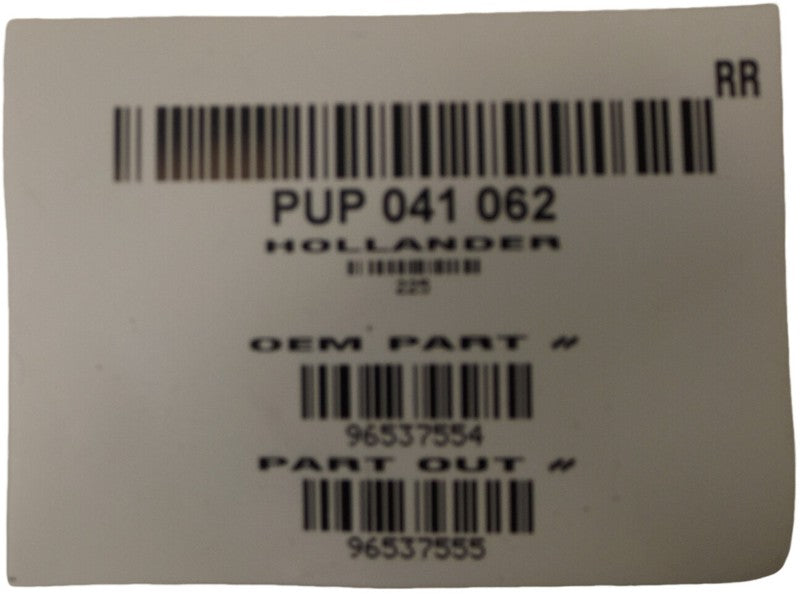 RR
PUP 041 062
HOLLANDER
225
OEM PART #
96537554
PART OUT #
96537555